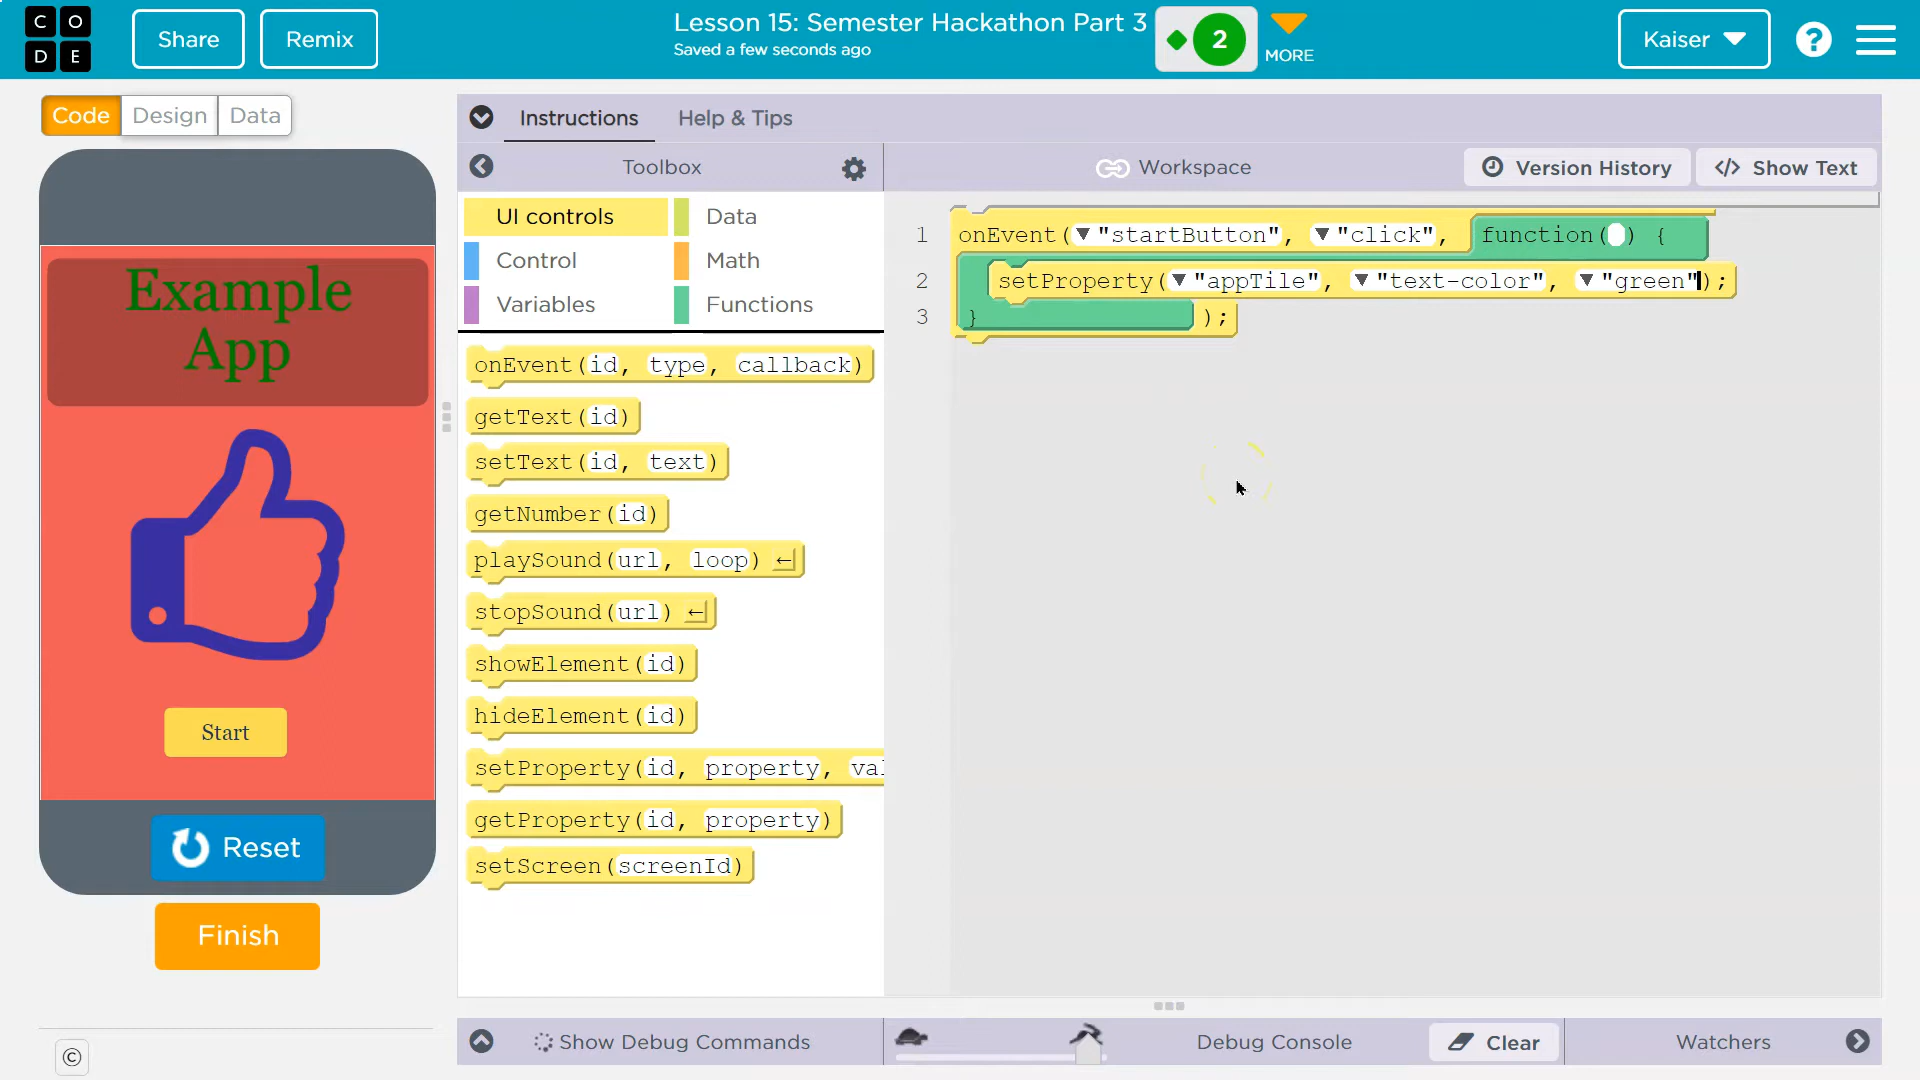 CODE
Share
Remix
Lesson 15: Semester Hackathon Part 3
Saved a few seconds ago
2
MORE
Kaiser
?
Code
Design
Data
Instructions
Help & Tips
Toolbox
Workspace
Version History
</> Show Text
UI controls
Data
Control
Math
Variables
Functions
onEvent(id, type, callback)
getText(id)
setText(id, text)
getNumber(id)
playSound(url, loop)
stopSound(url)
showElement(id)
hideElement(id)
setProperty(id, property, val
getProperty(id, property)
setScreen(screenId)
1 onEvent(▼"startButton", ▼"click", function( ) {
2 setProperty(▼"appTile", ▼"text-color", ▼"green");
3 } );
Example
App
Start
Reset
Finish
©
Show Debug Commands
Debug Console
Clear
Watchers